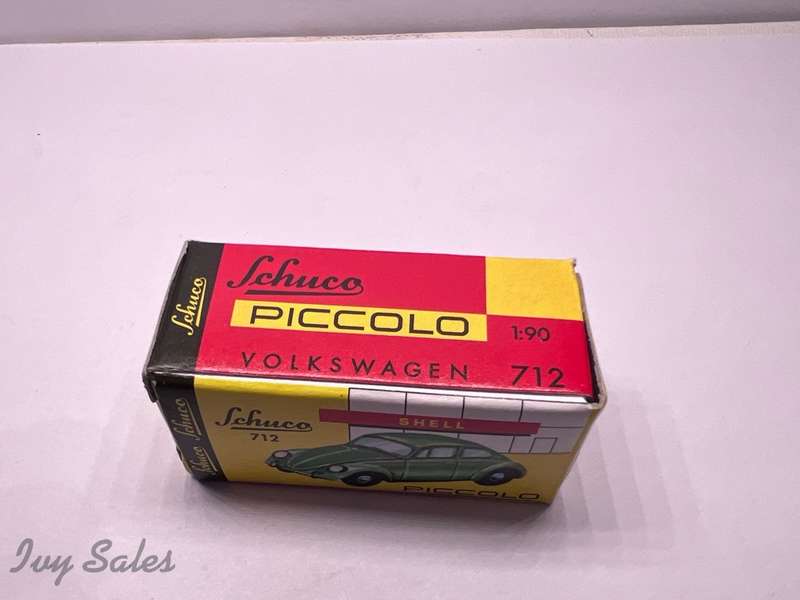 Schuco
Schuco
PICCOLO
1:90
VOLKSWAGEN 712
Schuco Schuco
Schuco
712
SHELL
PICCOLO
Ivy Sales